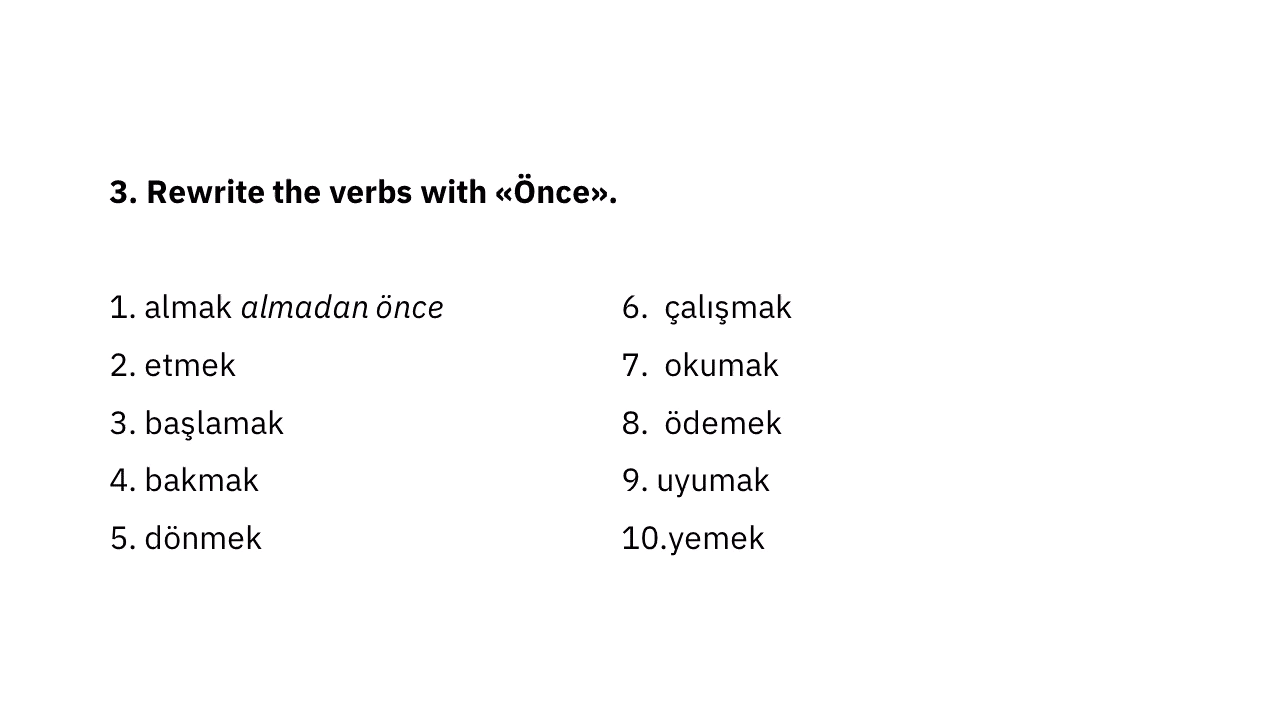 3. Rewrite the verbs with «Önce».
1. almak almadan önce
2. etmek
3. başlamak
4. bakmak
5. dönmek
6. çalışmak
7. okumak
8. ödemek
9. uyumak
10.yemek